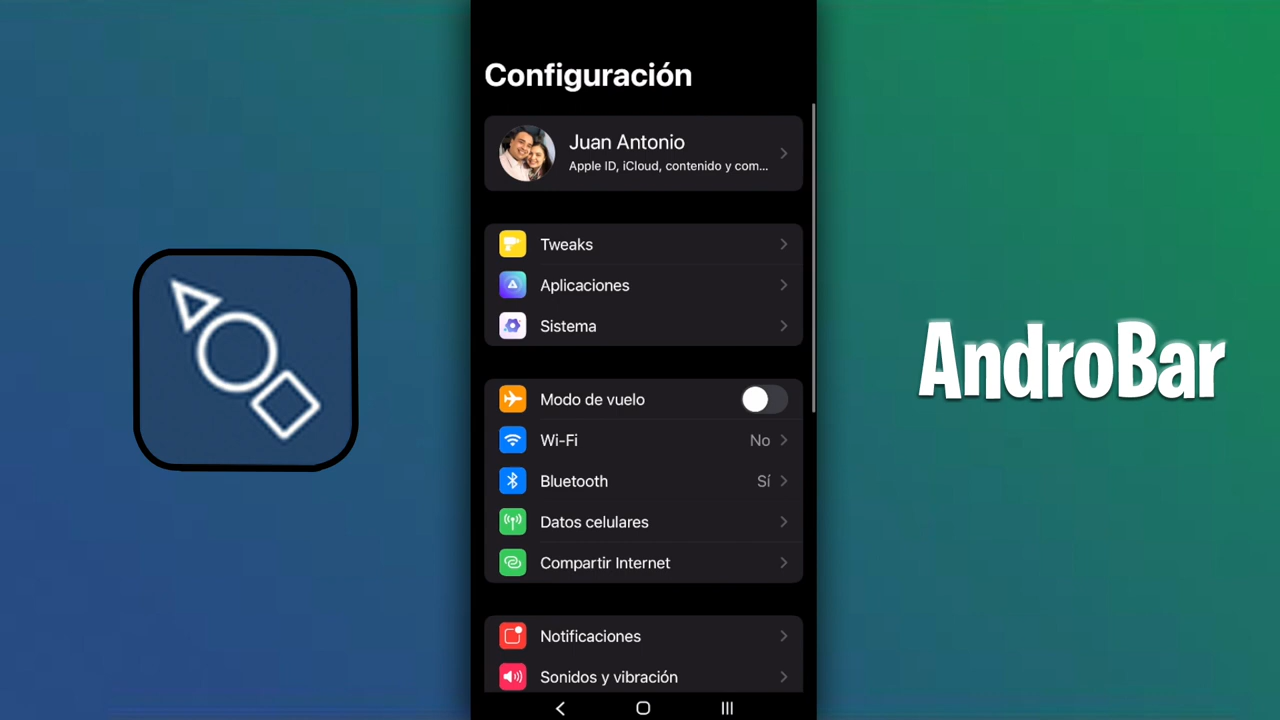 Configuración
Juan Antonio
Apple ID, iCloud, contenido y com...
Tweaks
Aplicaciones
Sistema
Modo de vuelo
Wi-Fi No
Bluetooth Sí
Datos celulares
Compartir Internet
Notificaciones
Sonidos y vibración
AndroBar